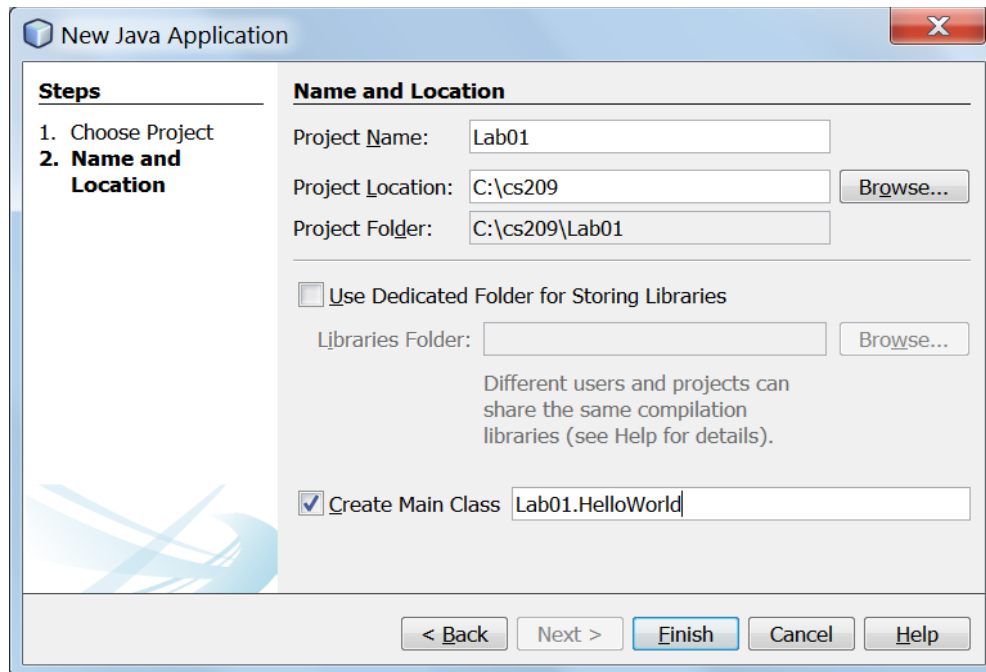 New Java Application
Steps
1. Choose Project
2. Name and
Location
Name and Location
Project Name: Lab01
Project Location: C:\cs209 Browse...
Project Folder: C:\cs209\Lab01
Use Dedicated Folder for Storing Libraries
Libraries Folder: Browse...
Different users and projects can
share the same compilation
libraries (see Help for details).
Create Main Class Lab01.HelloWorld
< Back Next > Finish Cancel Help